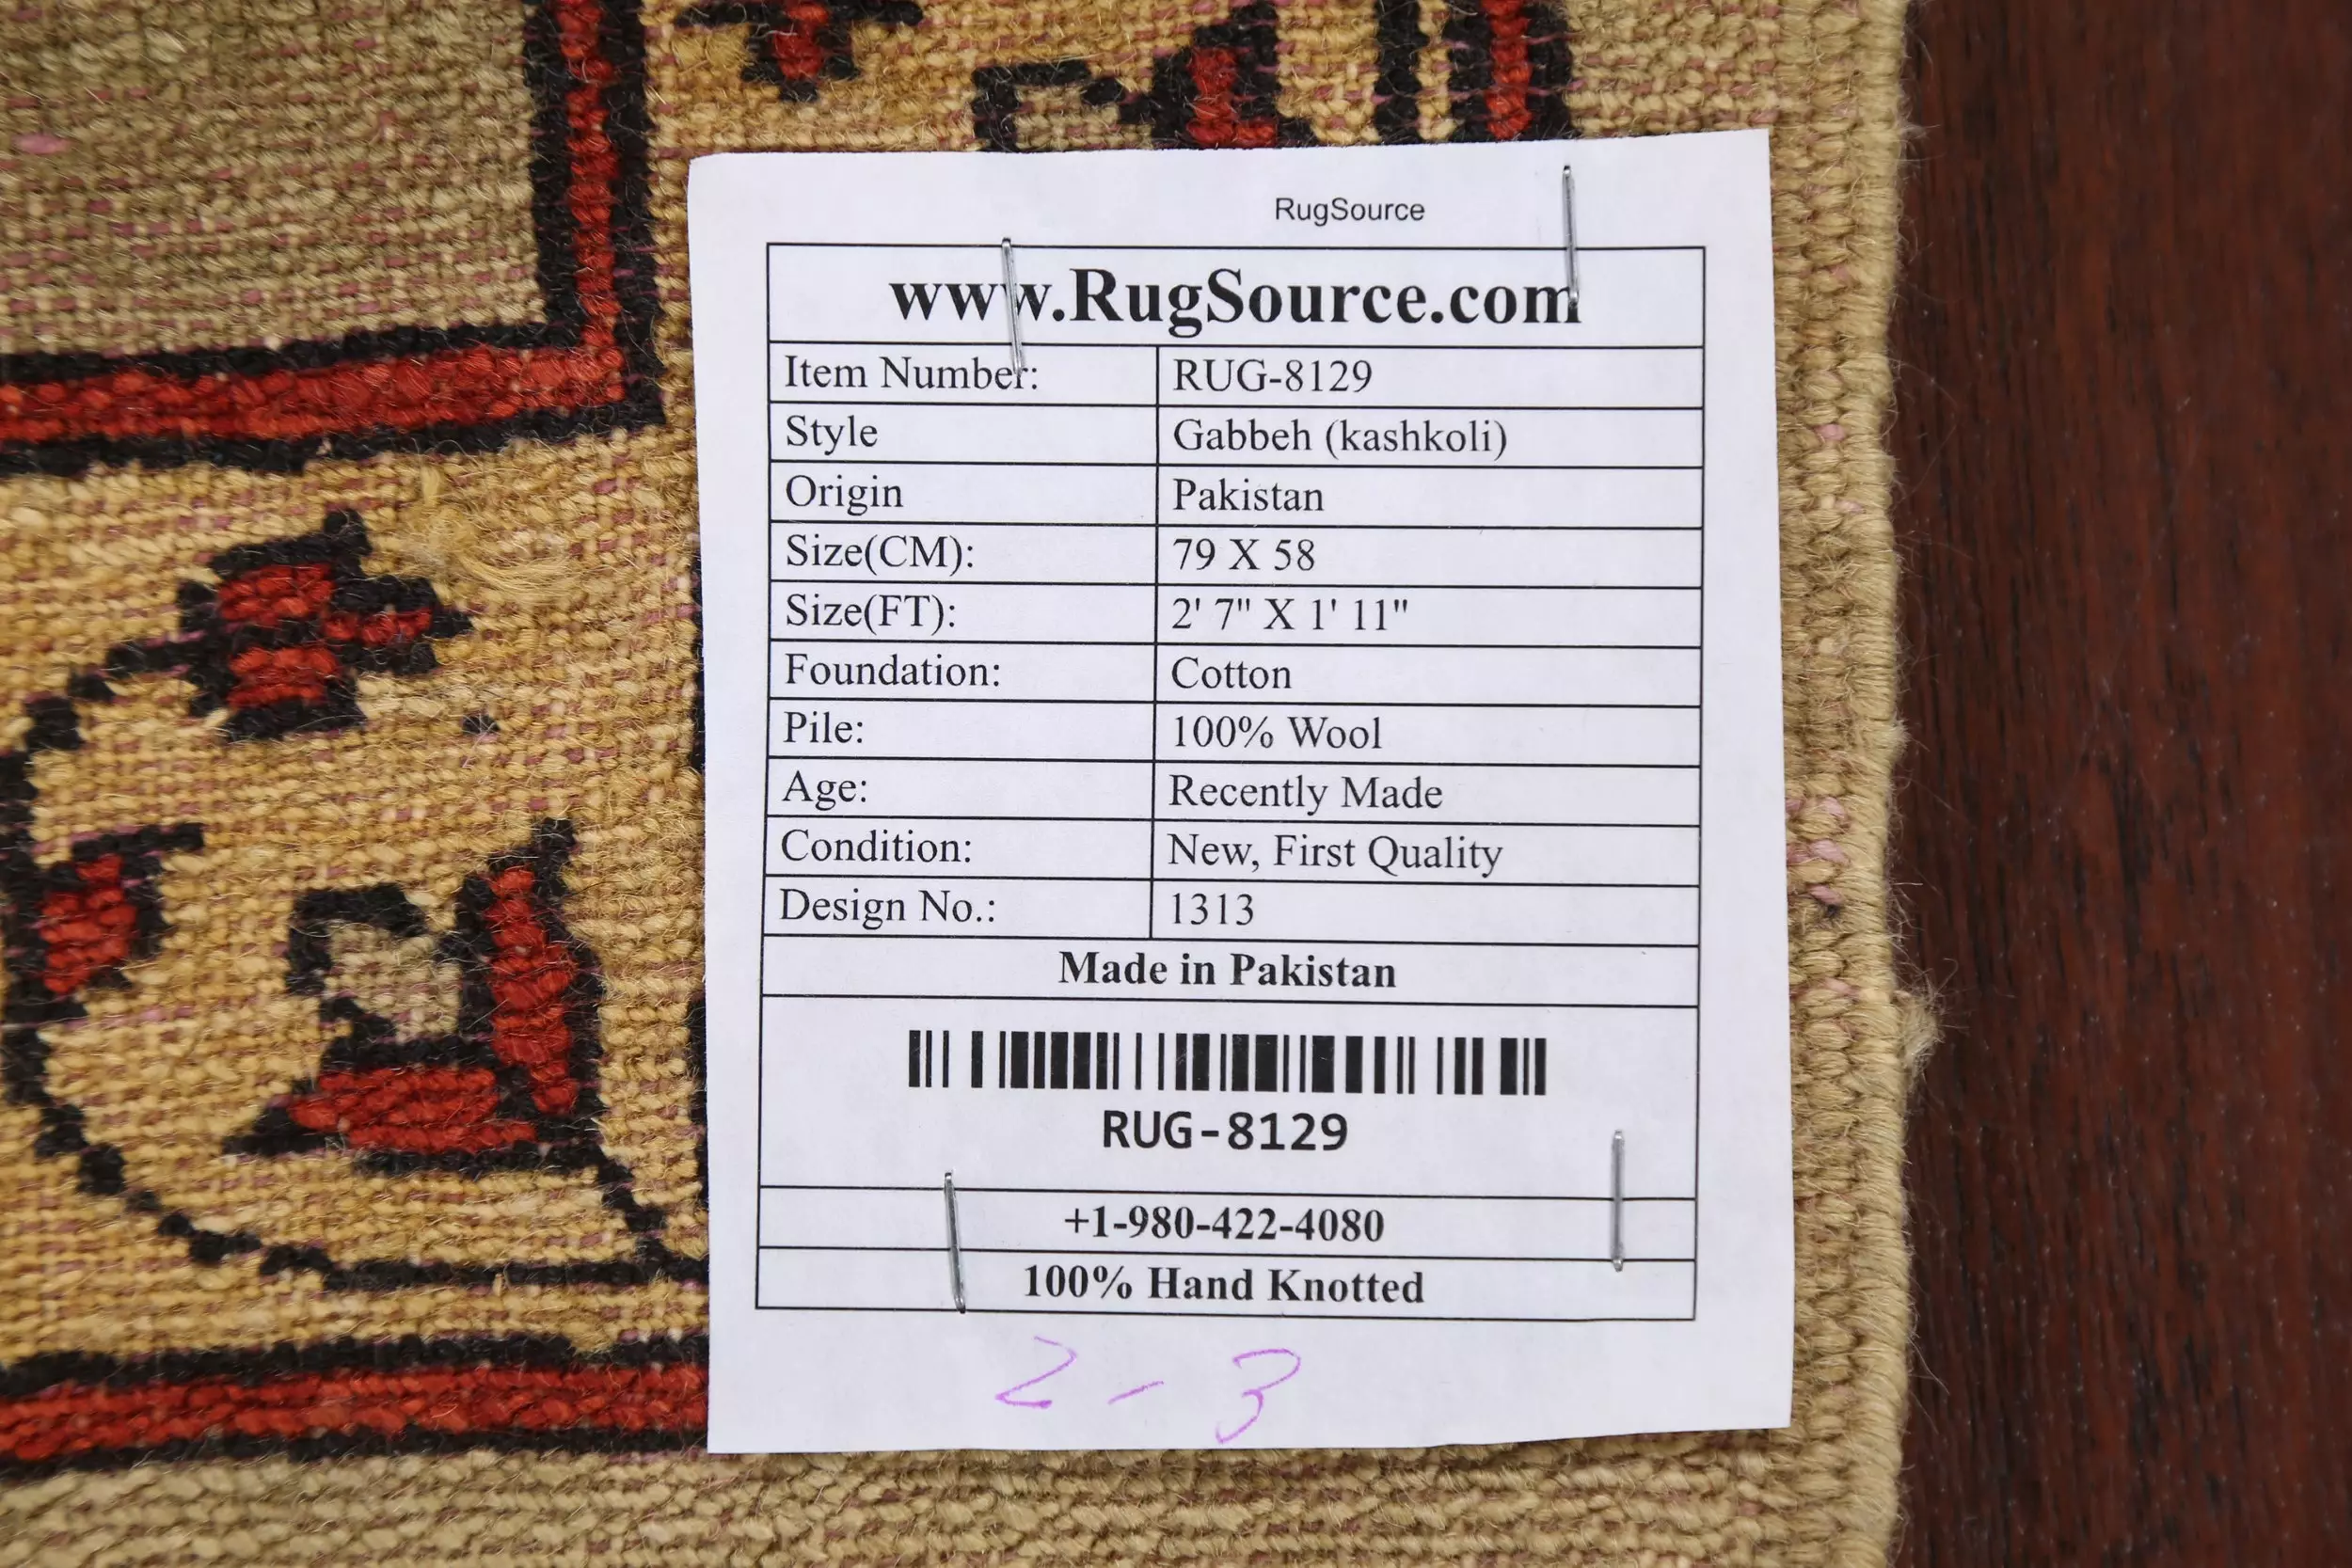 RugSource
www.RugSource.com
Item Number: RUG-8129
Style Gabbeh (kashkoli)
Origin Pakistan
Size(CM): 79 X 58
Size(FT): 2' 7" X 1' 11"
Foundation: Cotton
Pile: 100% Wool
Age: Recently Made
Condition: New, First Quality
Design No.: 1313
Made in Pakistan
RUG-8129
+1-980-422-4080
100% Hand Knotted
2 - 3